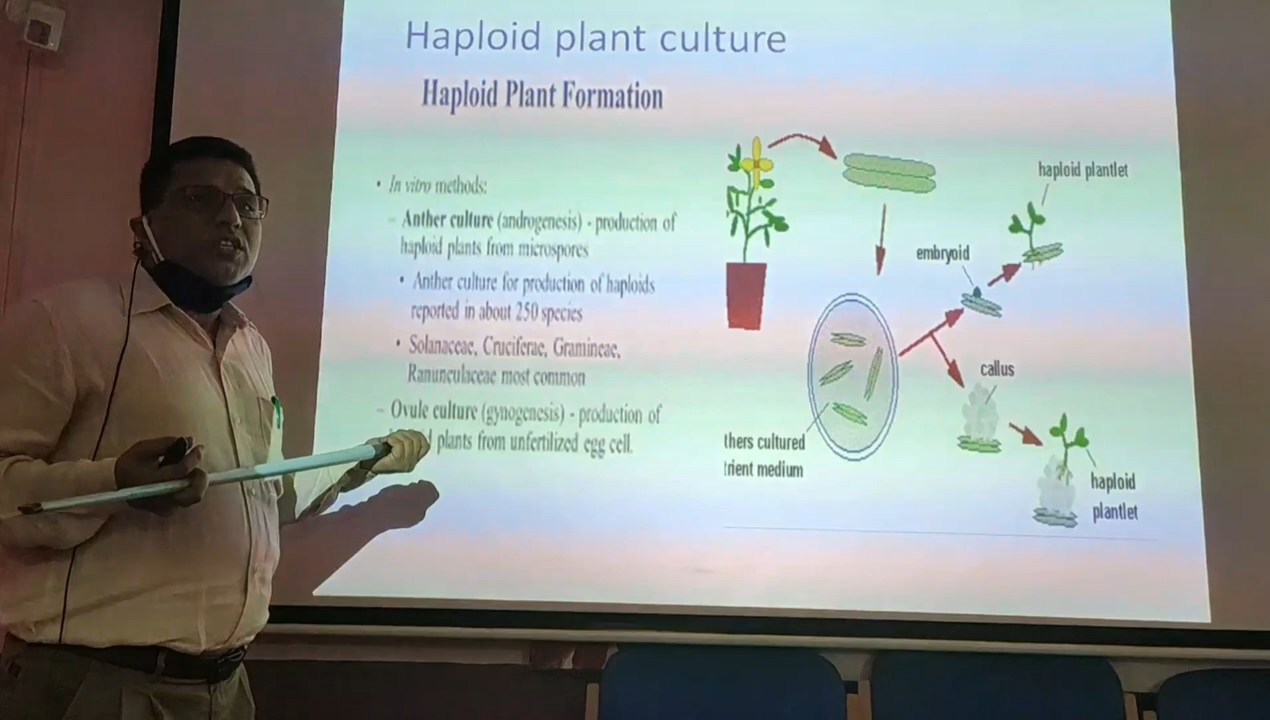 Haploid plant culture
Haploid Plant Formation
• In vitro methods:
– Anther culture (androgenesis) - production of
haploid plants from microspores
• Anther culture for production of haploids
reported in about 250 species
• Solanaceae, Cruciferae, Gramineae,
Ranunculaceae most common
– Ovule culture (gynogenesis) - production of
plants from unfertilized egg cell.
haploid plantlet
embryoid
callus
thers cultured
trient medium
haploid
plantlet